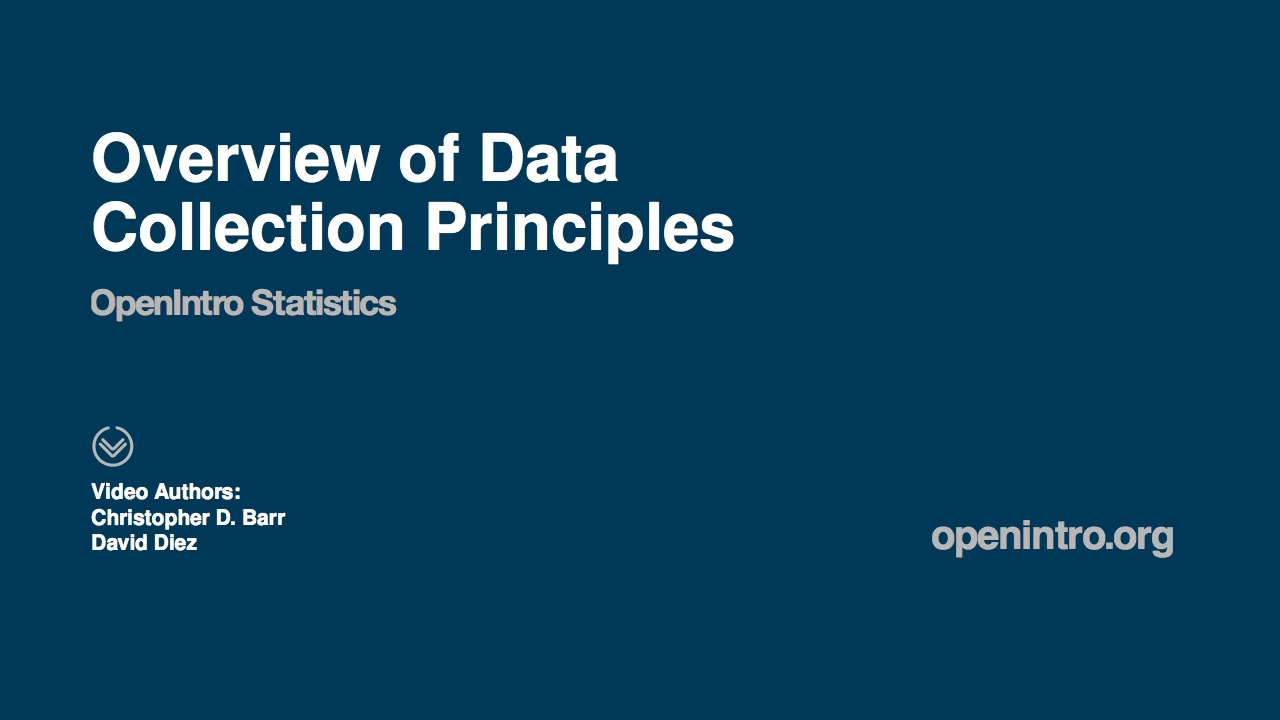 Overview of Data
Collection Principles
OpenIntro Statistics
Video Authors:
Christopher D. Barr
David Diez
openintro.org